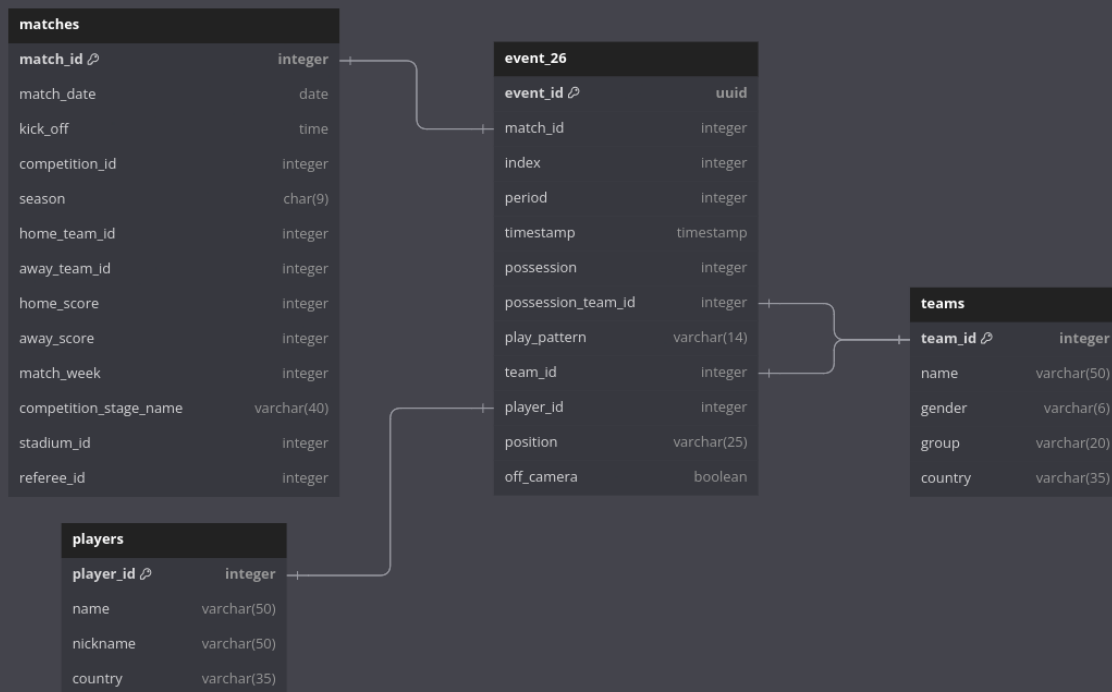 matches
match_id integer
match_date date
kick_off time
competition_id integer
season char(9)
home_team_id integer
away_team_id integer
home_score integer
away_score integer
match_week integer
competition_stage_name varchar(40)
stadium_id integer
referee_id integer
event_26
event_id uuid
match_id integer
index integer
period integer
timestamp timestamp
possession integer
possession_team_id integer
play_pattern varchar(14)
team_id integer
player_id integer
position varchar(25)
off_camera boolean
teams
team_id integer
name varchar(50)
gender varchar(6)
group varchar(20)
country varchar(35)
players
player_id integer
name varchar(50)
nickname varchar(50)
country varchar(35)